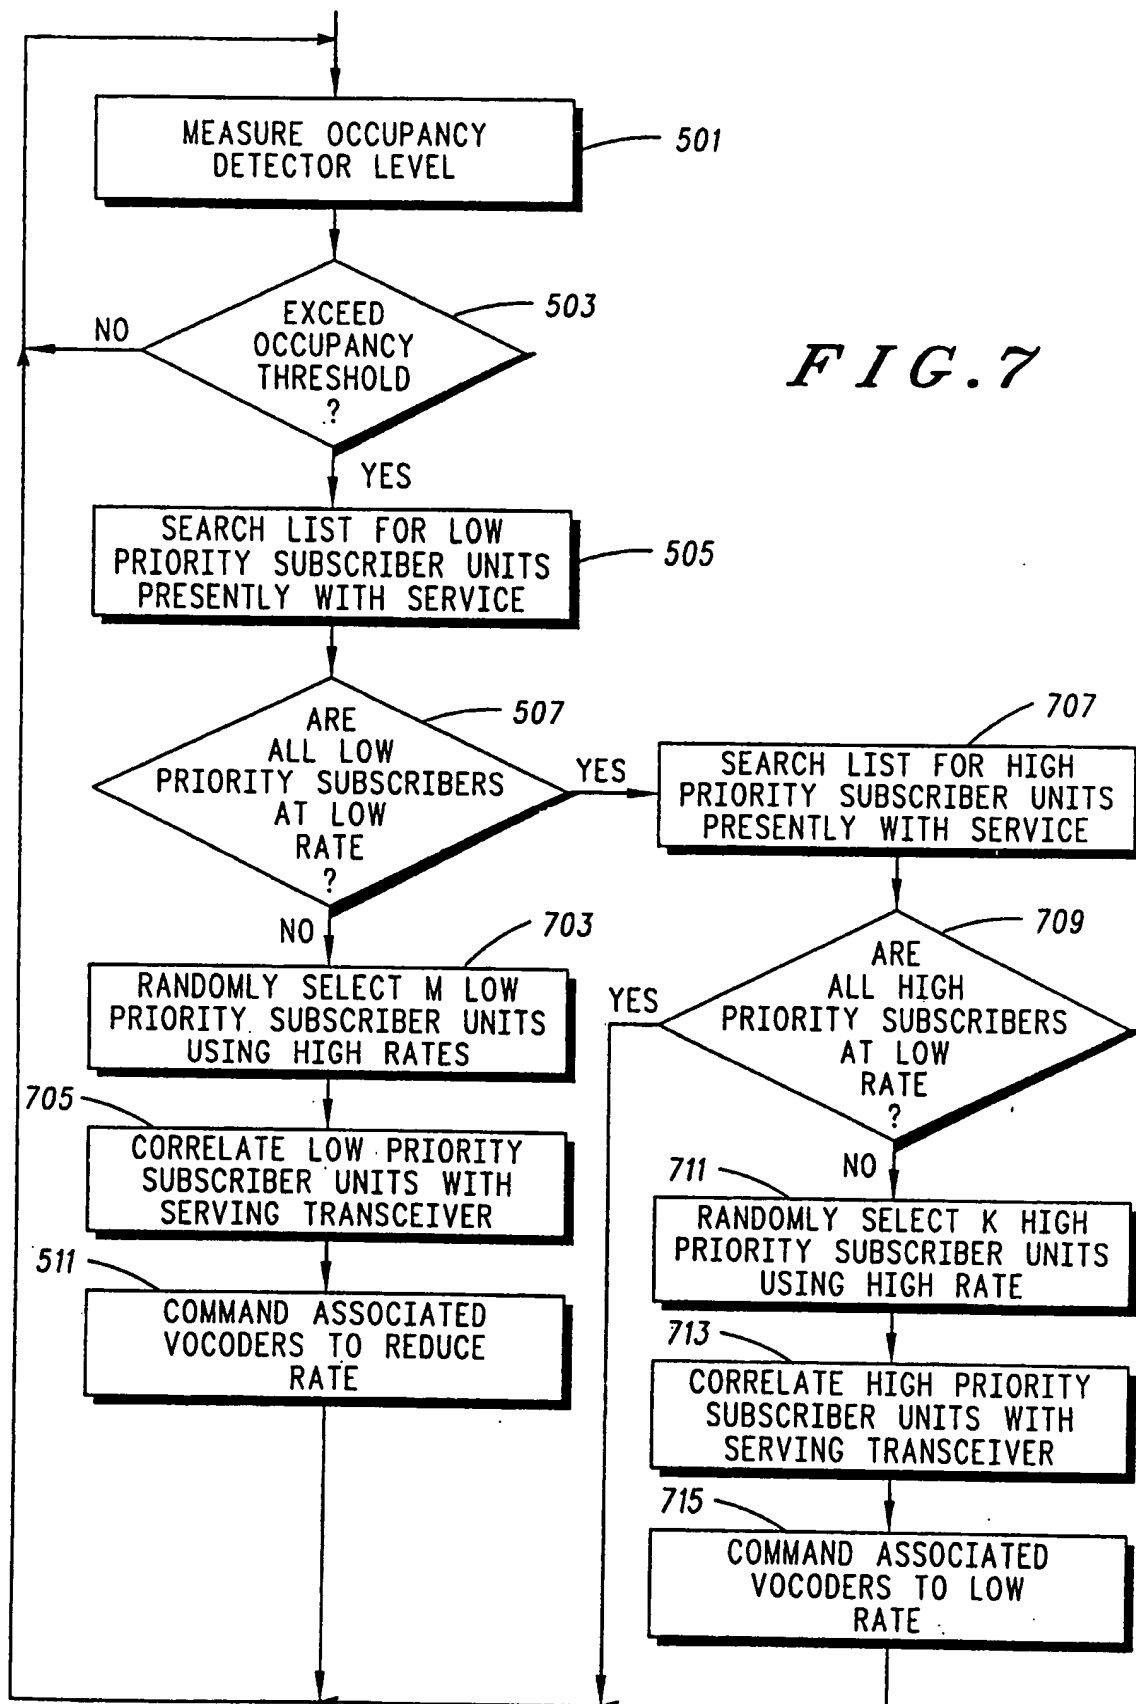 MEASURE OCCUPANCY
DETECTOR LEVEL
501
EXCEED
OCCUPANCY
THRESHOLD
?
503
NO
FIG.7
YES
SEARCH LIST FOR LOW
PRIORITY SUBSCRIBER UNITS
PRESENTLY WITH SERVICE
505
ARE
ALL LOW
PRIORITY SUBSCRIBERS
AT LOW
RATE
?
507
YES
NO
707
SEARCH LIST FOR HIGH
PRIORITY SUBSCRIBER UNITS
PRESENTLY WITH SERVICE
703
RANDOMLY SELECT M LOW
PRIORITY SUBSCRIBER UNITS
USING HIGH RATES
709
ARE
ALL HIGH
PRIORITY SUBSCRIBERS
AT LOW
RATE
?
YES
NO
705
CORRELATE LOW PRIORITY
SUBSCRIBER UNITS WITH
SERVING TRANSCEIVER
711
RANDOMLY SELECT K HIGH
PRIORITY SUBSCRIBER UNITS
USING HIGH RATE
511
COMMAND ASSOCIATED
VOCODERS TO REDUCE
RATE
713
CORRELATE HIGH PRIORITY
SUBSCRIBER UNITS WITH
SERVING TRANSCEIVER
715
COMMAND ASSOCIATED
VOCODERS TO LOW
RATE